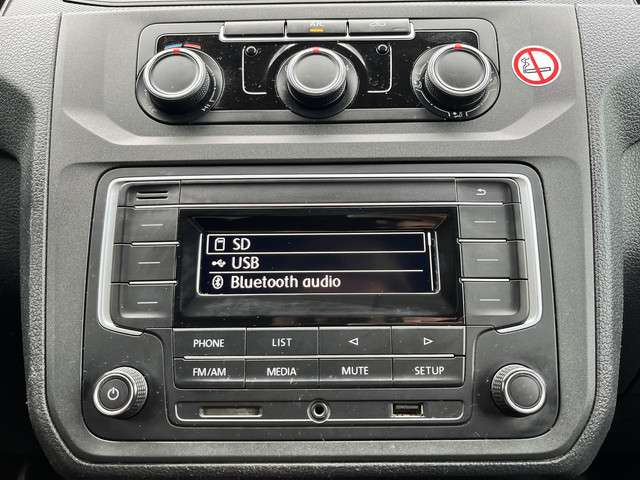 A/C
SD
USB
Bluetooth audio
PHONE LIST
FM/AM MEDIA MUTE SETUP